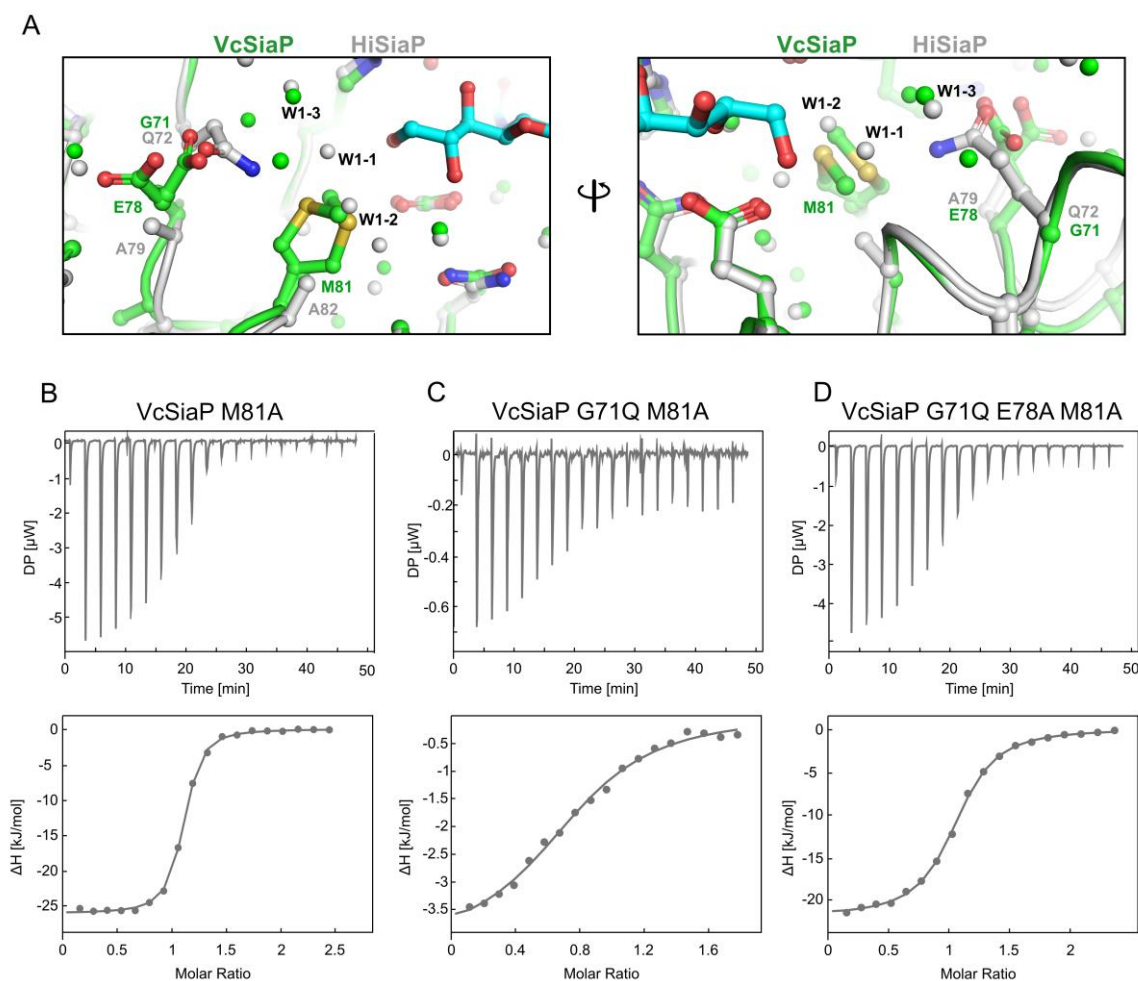 A
VcSiaP HiSiaP
G71
Q72
E78
A79
W1-3
W1-1
W1-2
M81
A82
VcSiaP HiSiaP
W1-2
W1-3
W1-1
M81
A79
E78
Q72
G71
B
VcSiaP M81A
DP [µW]
0
-1
-2
-3
-4
-5
0 10 20 30 40 50
Time [min]
ΔH [kJ/mol]
0
-5
-10
-15
-20
-25
0 0.5 1 1.5 2 2.5
Molar Ratio
C
VcSiaP G71Q M81A
DP [µW]
0
-0.2
-0.4
-0.6
0 10 20 30 40 50
Time [min]
ΔH [kJ/mol]
-0.5
-1
-1.5
-2
-2.5
-3
-3.5
0 0.4 0.8 1.2 1.6
Molar Ratio
D
VcSiaP G71Q E78A M81A
DP [µW]
0
-1
-2
-3
-4
0 10 20 30 40 50
Time [min]
ΔH [kJ/mol]
0
-5
-10
-15
-20
0 0.5 1 1.5 2
Molar Ratio